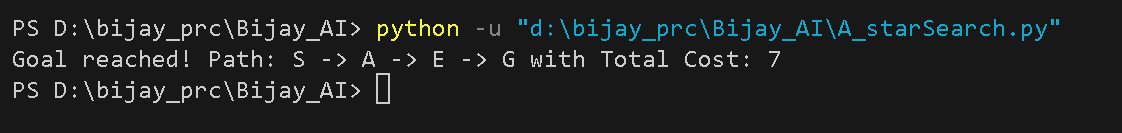 PS D:\bijay_prc\Bijay_AI> python -u "d:\bijay_prc\Bijay_AI\A_starSearch.py"
Goal reached! Path: S -> A -> E -> G with Total Cost: 7
PS D:\bijay_prc\Bijay_AI>